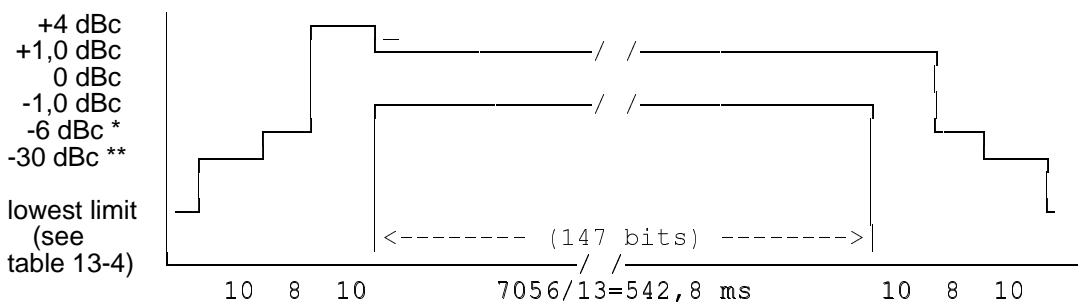 +4 dBc
+1,0 dBc
0 dBc
-1,0 dBc
-6 dBc *
-30 dBc **
lowest limit
(see
table 13-4)
<-------- (147 bits) -------->
10 8 10 7056/13=542,8 ms 10 8 10